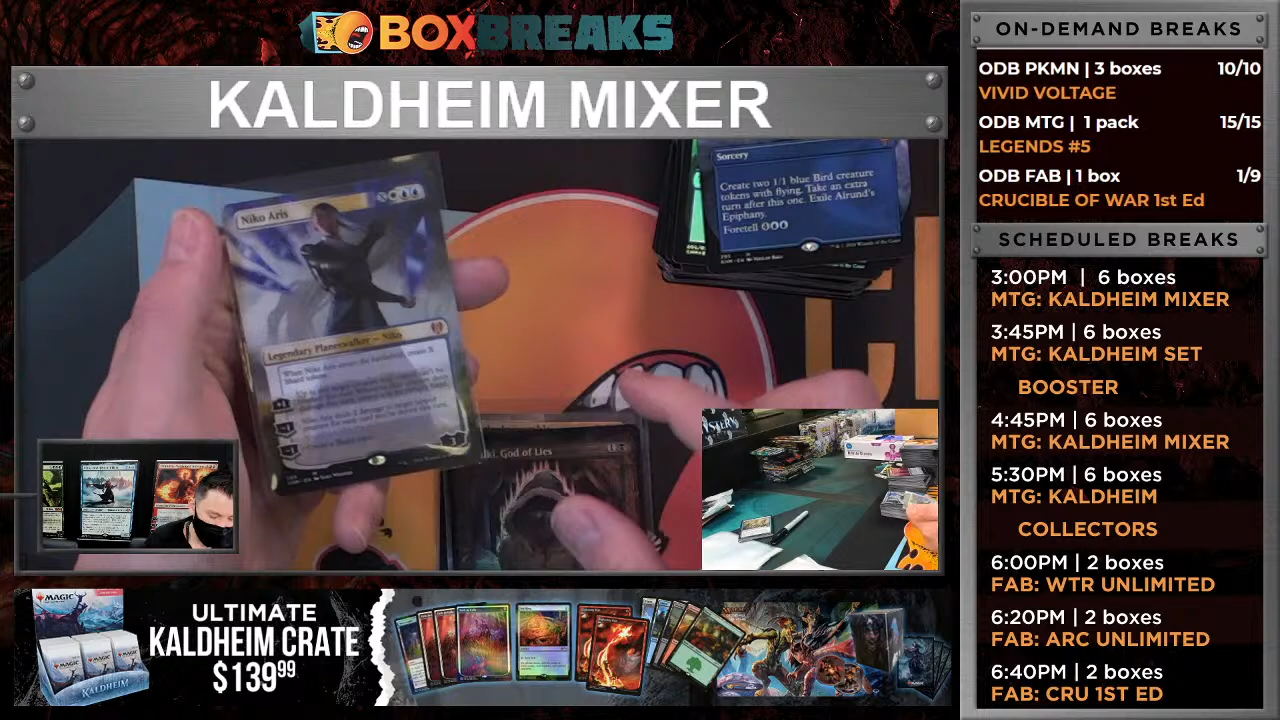 BOXBREAKS
KALDHEIM MIXER
Sorcery
Create two 1/1 blue Bird creature
tokens with flying. Take an extra
turn after this one. Exile Alrund's
Epiphany.
Foretell
Niko Aris
Legendary Planeswalker — Niko
God of Lies
MAGIC
KALDHEIM
ULTIMATE
KALDHEIM CRATE
$139.99
ON-DEMAND BREAKS
ODB PKMN | 3 boxes 10/10
VIVID VOLTAGE
ODB MTG | 1 pack 15/15
LEGENDS #5
ODB FAB | 1 box 1/9
CRUCIBLE OF WAR 1st Ed
SCHEDULED BREAKS
3:00PM | 6 boxes
MTG: KALDHEIM MIXER
3:45PM | 6 boxes
MTG: KALDHEIM SET
BOOSTER
4:45PM | 6 boxes
MTG: KALDHEIM MIXER
5:30PM | 6 boxes
MTG: KALDHEIM
COLLECTORS
6:00PM | 2 boxes
FAB: WTR UNLIMITED
6:20PM | 2 boxes
FAB: ARC UNLIMITED
6:40PM | 2 boxes
FAB: CRU 1ST ED